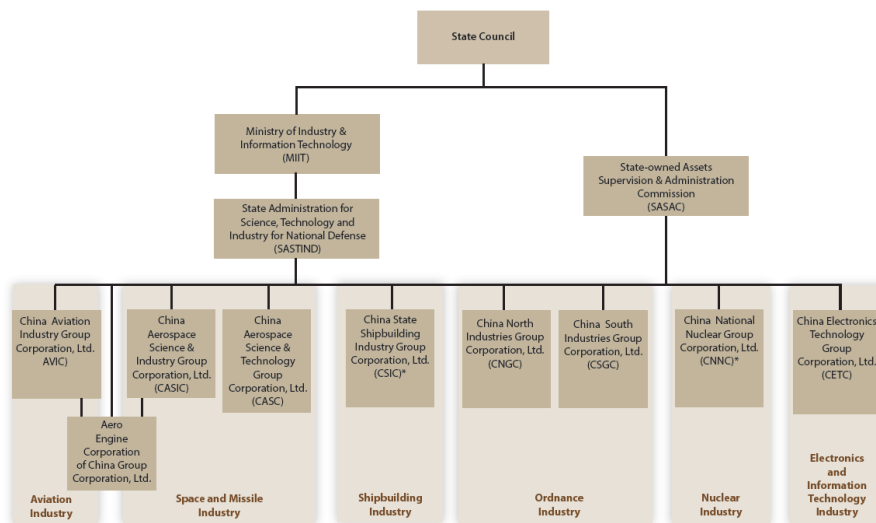 State Council
Ministry of Industry &
Information Technology
(MIIT)
State-owned Assets
Supervision & Administration
Commission
(SASAC)
State Administration for
Science, Technology and
Industry for National Defense
(SASTIND)
China Aviation
Industry Group
Corporation, Ltd.
AVIC)
China
Aerospace
Science &
Industry Group
Corporation, Ltd.
(CASIC)
China
Aerospace
Science &
Technology
Group
Corporation, Ltd.
(CASC)
China State
Shipbuilding
Industry Group
Corporation, Ltd.
(CSIC)*
China North
Industries Group
Corporation, Ltd.
(CNGC)
China South
Industries Group
Corporation, Ltd.
(CSGC)
China National
Nuclear Group
Corporation, Ltd.
(CNNC)*
China Electronics
Technology
Group
Corporation, Ltd.
(CETC)
Aero
Engine
Corporation
of China Group
Corporation, Ltd.
Aviation
Industry
Space and Missile
Industry
Shipbuilding
Industry
Ordnance
Industry
Nuclear
Industry
Electronics
and
Information
Technology
Industry